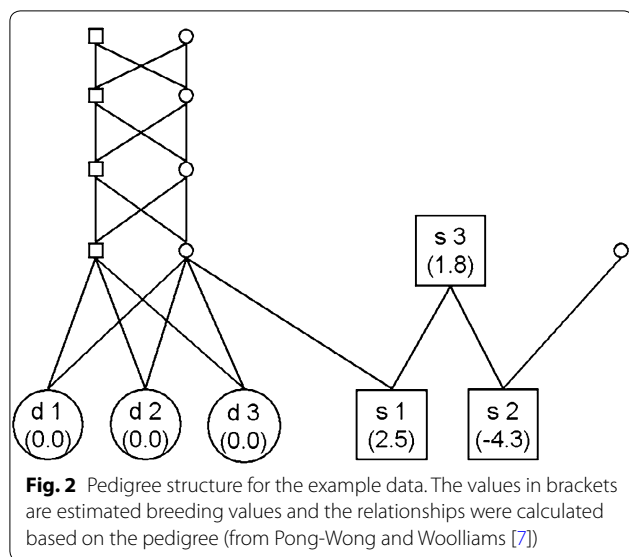 s 3
(1.8)
d 1
(0.0)
d 2
(0.0)
d 3
(0.0)
s 1
(2.5)
s 2
(-4.3)
Fig. 2 Pedigree structure for the example data. The values in brackets
are estimated breeding values and the relationships were calculated
based on the pedigree (from Pong-Wong and Woolliams [7])